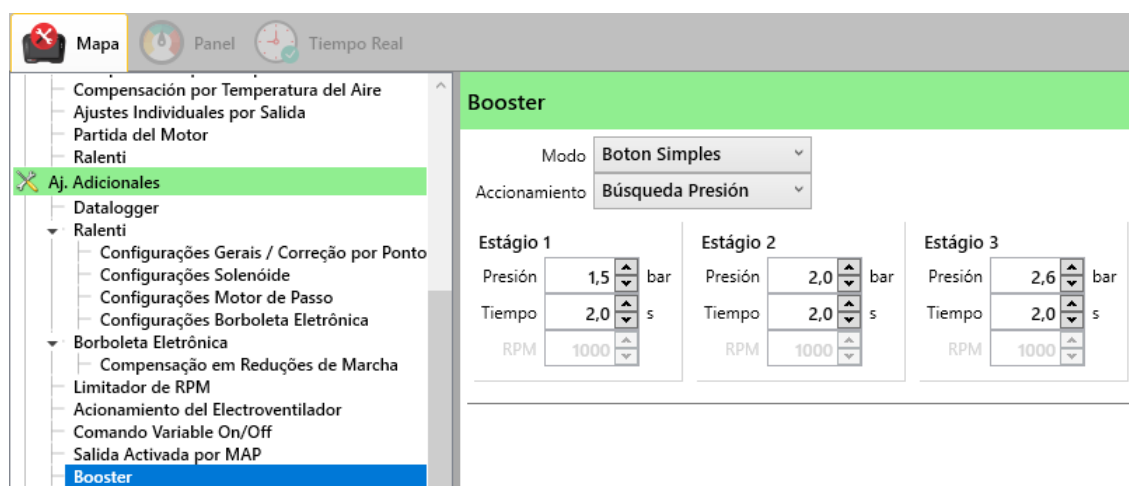 Mapa Panel Tiempo Real
Compensación por Temperatura del Aire
Ajustes Individuales por Salida
Partida del Motor
Ralenti
Aj. Adicionales
Datalogger
Ralenti
Configurações Gerais / Correção por Ponto
Configurações Solenóide
Configurações Motor de Passo
Configurações Borboleta Eletrônica
Borboleta Eletrônica
Compensação em Reduções de Marcha
Limitador de RPM
Acionamiento del Electroventilador
Comando Variable On/Off
Salida Activada por MAP
Booster
Booster
Modo Boton Simples
Accionamiento Búsqueda Presión
Estágio 1 Estágio 2 Estágio 3
Presión 1,5 bar Presión 2,0 bar Presión 2,6 bar
Tiempo 2,0 s Tiempo 2,0 s Tiempo 2,0 s
RPM 1000 RPM 1000 RPM 1000